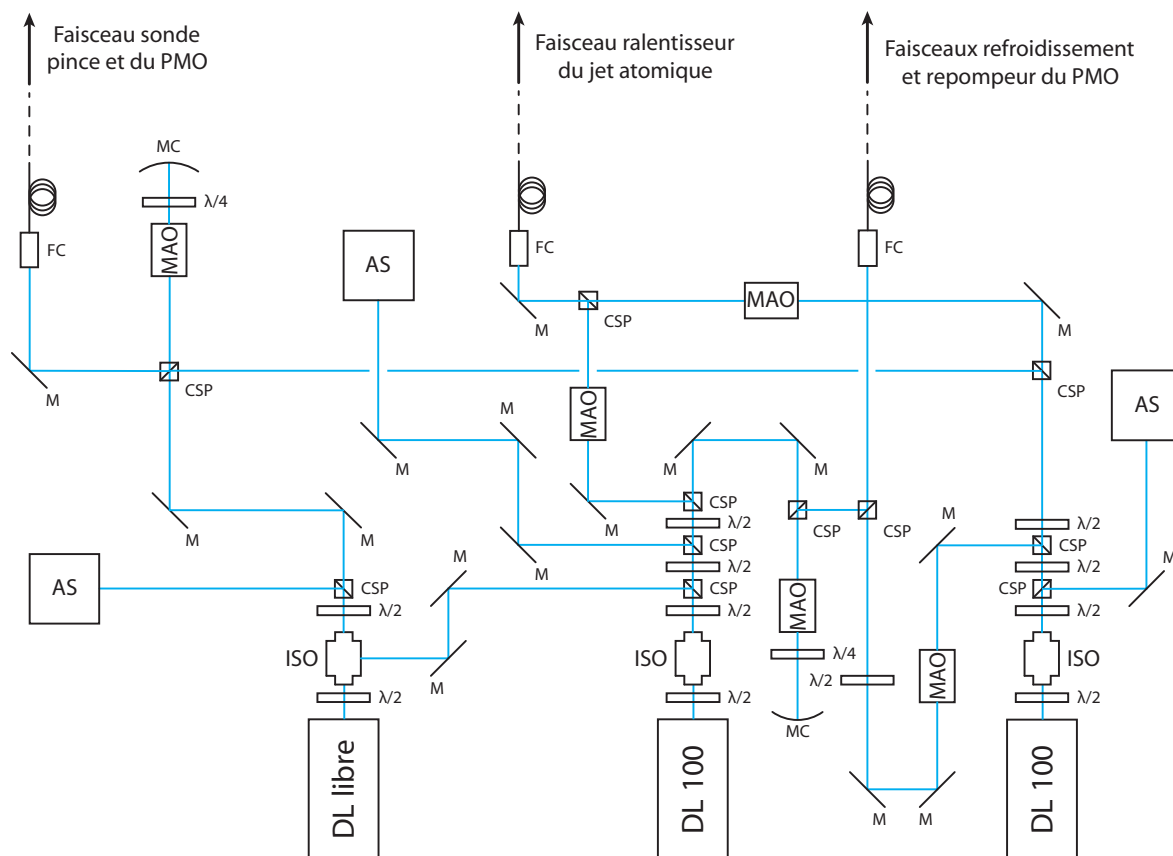 Faisceau sonde
pince et du PMO
Faisceau ralentisseur
du jet atomique
Faisceaux refroidissement
et repompeur du PMO
MC
λ/4
MAO
FC
FC
FC
AS
MAO
M
CSP
M
M
CSP
CSP
AS
MAO
M
M
M
M
M
CSP
M
M
λ/2
CSP
CSP
M
λ/2
M
M
CSP
M
CSP
M
λ/2
M
λ/2
AS
CSP
CSP
CSP
λ/2
λ/2
MAO
λ/2
ISO
M
ISO
λ/4
MAO
ISO
λ/2
λ/2
λ/2
λ/2
MC
DL libre
DL 100
DL 100
M
M